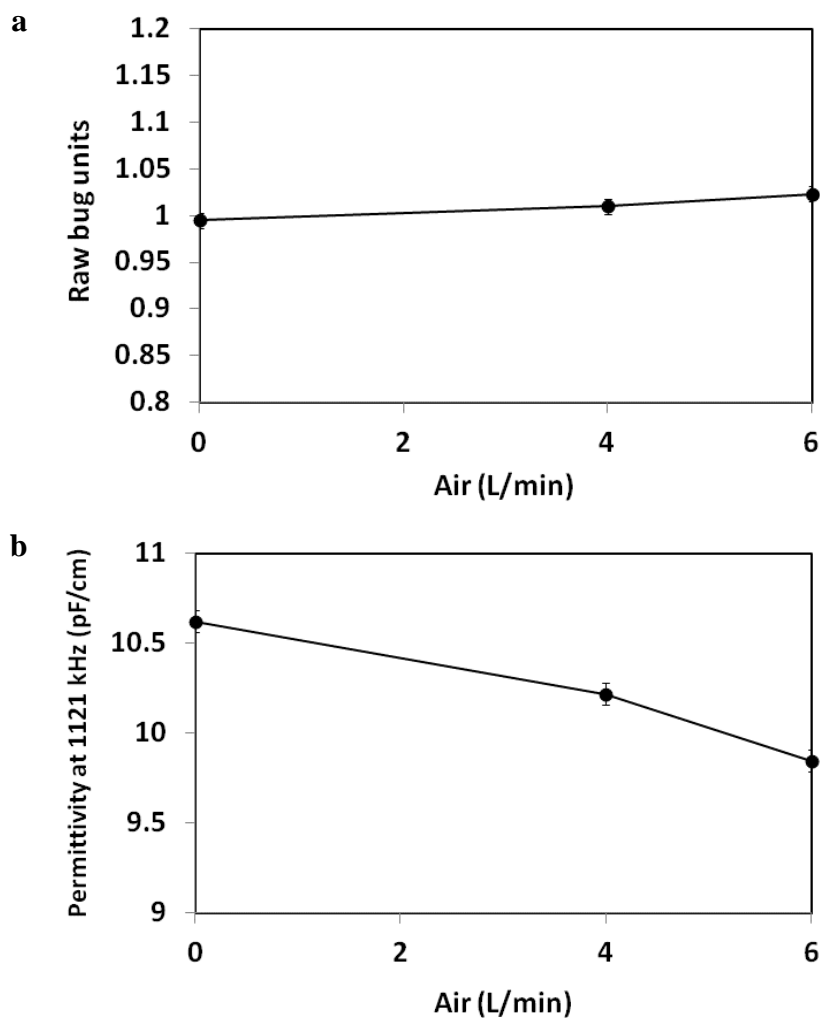 a
Raw bug units
1.2
1.15
1.1
1.05
1
0.95
0.9
0.85
0.8
0 2 4 6
Air (L/min)
b
Permittivity at 1121 kHz (pF/cm)
11
10.5
10
9.5
9
0 2 4 6
Air (L/min)